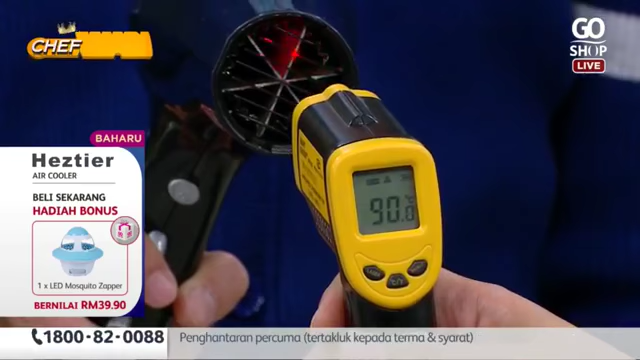 CHEF
GO
SHOP
LIVE
BAHARU
Heztier
AIR COOLER
BELI SEKARANG
HADIAH BONUS
1 x LED Mosquito Zapper
BERNILAI RM39.90
90.0
°C
1800-82-0088
Penghantaran percuma (tertakluk kepada terma & syarat)